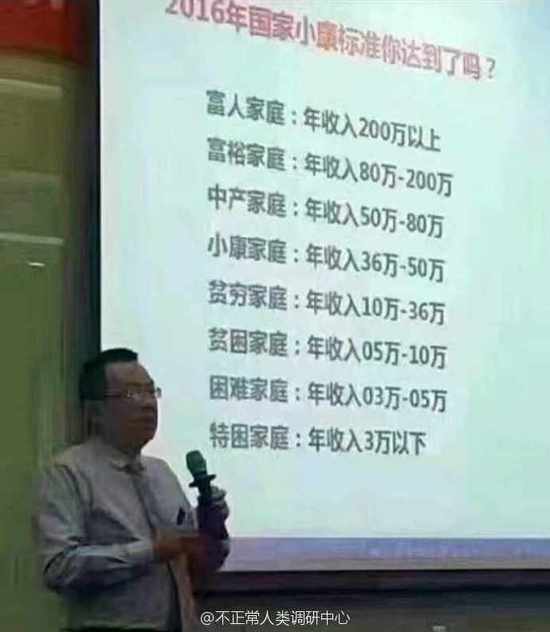 2016年国家小康标准你达到了吗？
富人家庭：年收入200万以上
富裕家庭：年收入80万-200万
中产家庭：年收入50万-80万
小康家庭：年收入36万-50万
贫穷家庭：年收入10万-36万
贫困家庭：年收入05万-10万
困难家庭：年收入03万-05万
特困家庭：年收入3万以下
@不正常人类调研中心